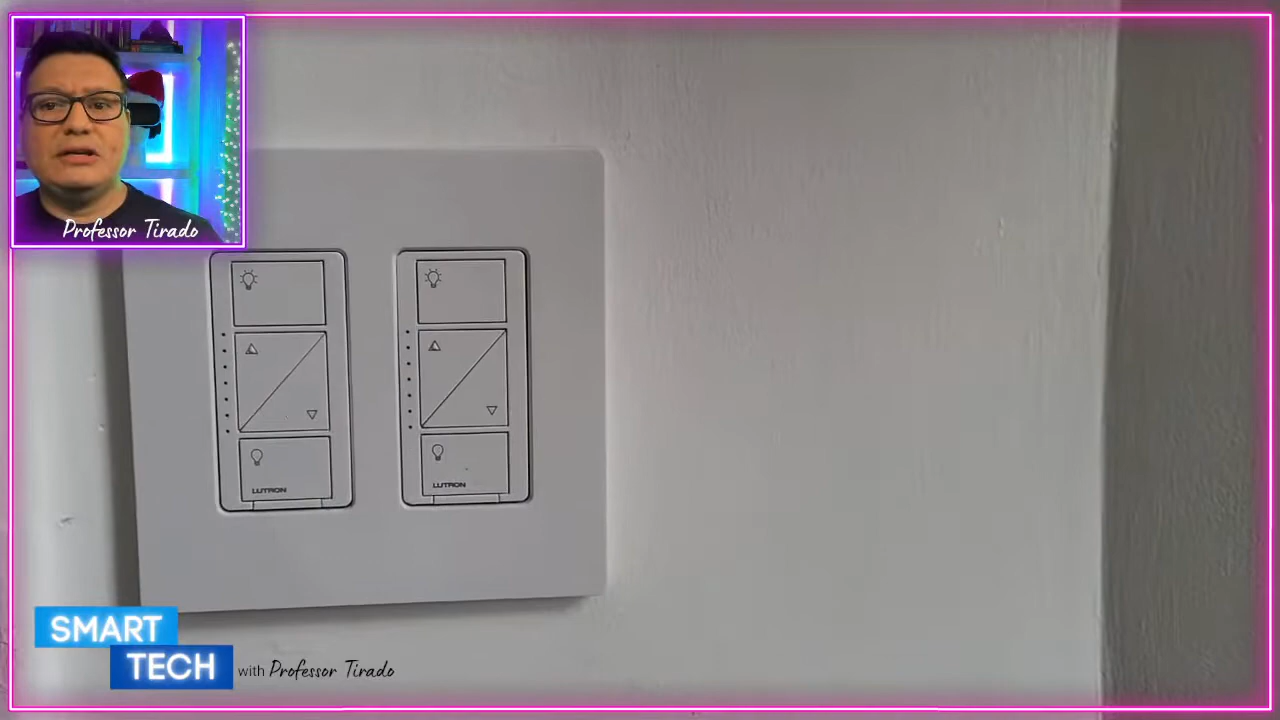 Professor Tirado
LUTRON
LUTRON
SMART
TECH
with Professor Tirado